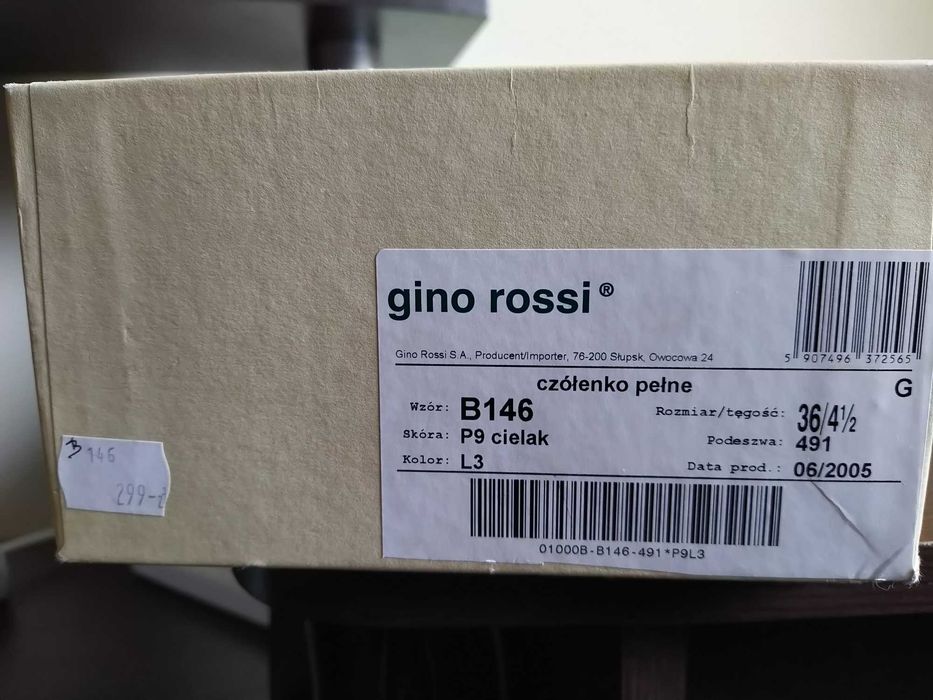 gino rossi ®
Gino Rossi S.A., Producent/Importer, 76-200 Słupsk, Owocowa 24
5 907496 372565
czółenko pełne
G
Wzór: B146
Rozmiar/tęgość: 36/4½
Skóra: P9 cielak
Podeszwa: 491
Kolor: L3
Data prod.: 06/2005
01000B-B146-491*P9L3
B 146
299-